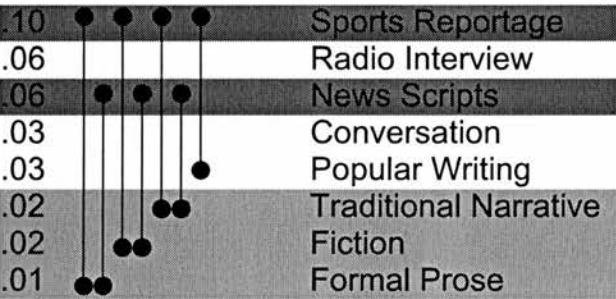 .10 Sports Reportage
.06 Radio Interview
.06 News Scripts
.03 Conversation
.03 Popular Writing
.02 Traditional Narrative
.02 Fiction
.01 Formal Prose